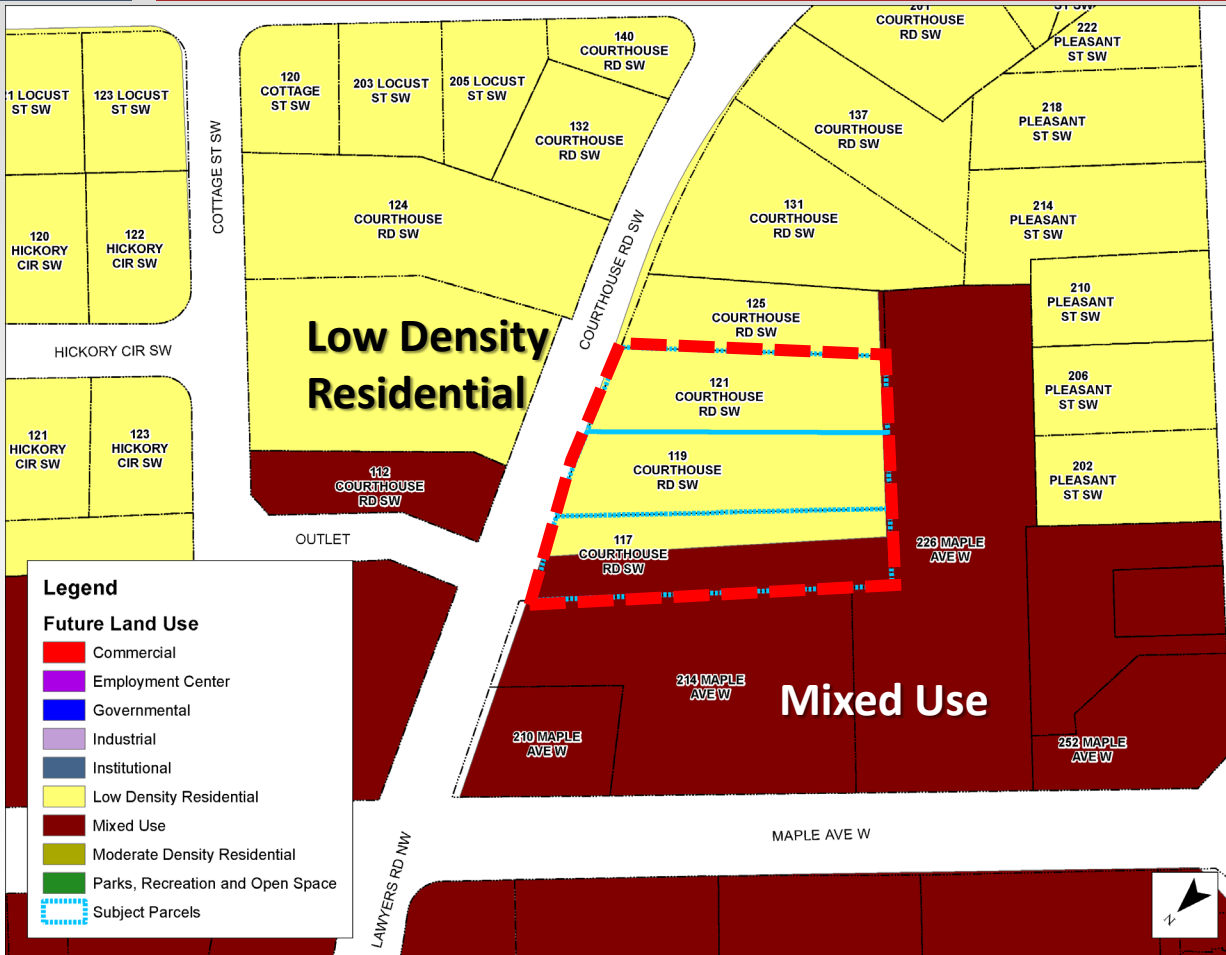 201
COURTHOUSE
RD SW
ST SW
222
PLEASANT
ST SW
140
COURTHOUSE
RD SW
1 LOCUST
ST SW
123 LOCUST
ST SW
120
COTTAGE
ST SW
203 LOCUST
ST SW
205 LOCUST
ST SW
132
COURTHOUSE
RD SW
137
COURTHOUSE
RD SW
218
PLEASANT
ST SW
COTTAGE ST SW
124
COURTHOUSE
RD SW
131
COURTHOUSE
RD SW
214
PLEASANT
ST SW
120
HICKORY
CIR SW
122
HICKORY
CIR SW
COURTHOUSE RD SW
210
PLEASANT
ST SW
125
COURTHOUSE
RD SW
Low Density
Residential
HICKORY CIR SW
121
COURTHOUSE
RD SW
206
PLEASANT
ST SW
121
HICKORY
CIR SW
123
HICKORY
CIR SW
119
COURTHOUSE
RD SW
202
PLEASANT
ST SW
112
COURTHOUSE
RD SW
OUTLET
117
COURTHOUSE
RD SW
226 MAPLE
AVE W
214 MAPLE
AVE W
Mixed Use
210 MAPLE
AVE W
252 MAPLE
AVE W
MAPLE AVE W
LAWYERS RD NW
Legend
Future Land Use
Commercial
Employment Center
Governmental
Industrial
Institutional
Low Density Residential
Mixed Use
Moderate Density Residential
Parks, Recreation and Open Space
Subject Parcels
N